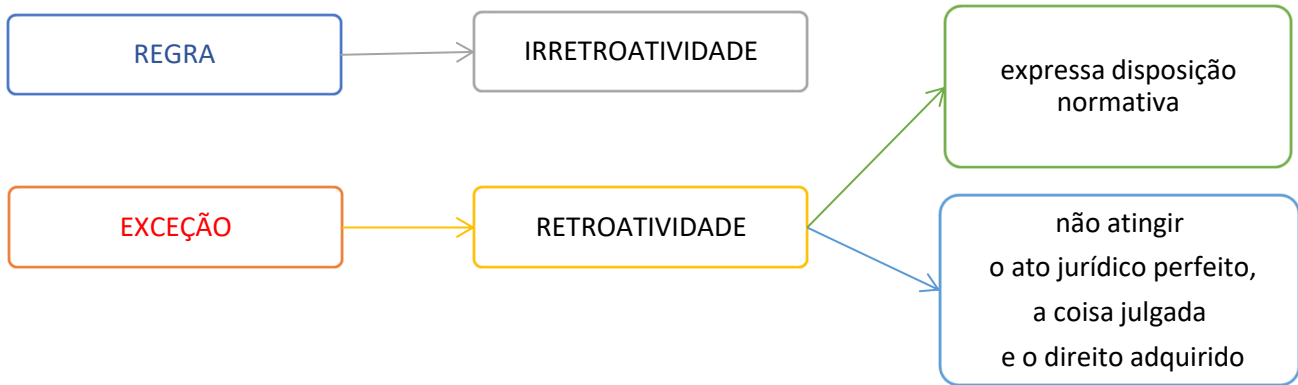 REGRA
IRRETROATIVIDADE
expressa disposição
normativa
EXCEÇÃO
RETROATIVIDADE
não atingir
o ato jurídico perfeito,
a coisa julgada
e o direito adquirido